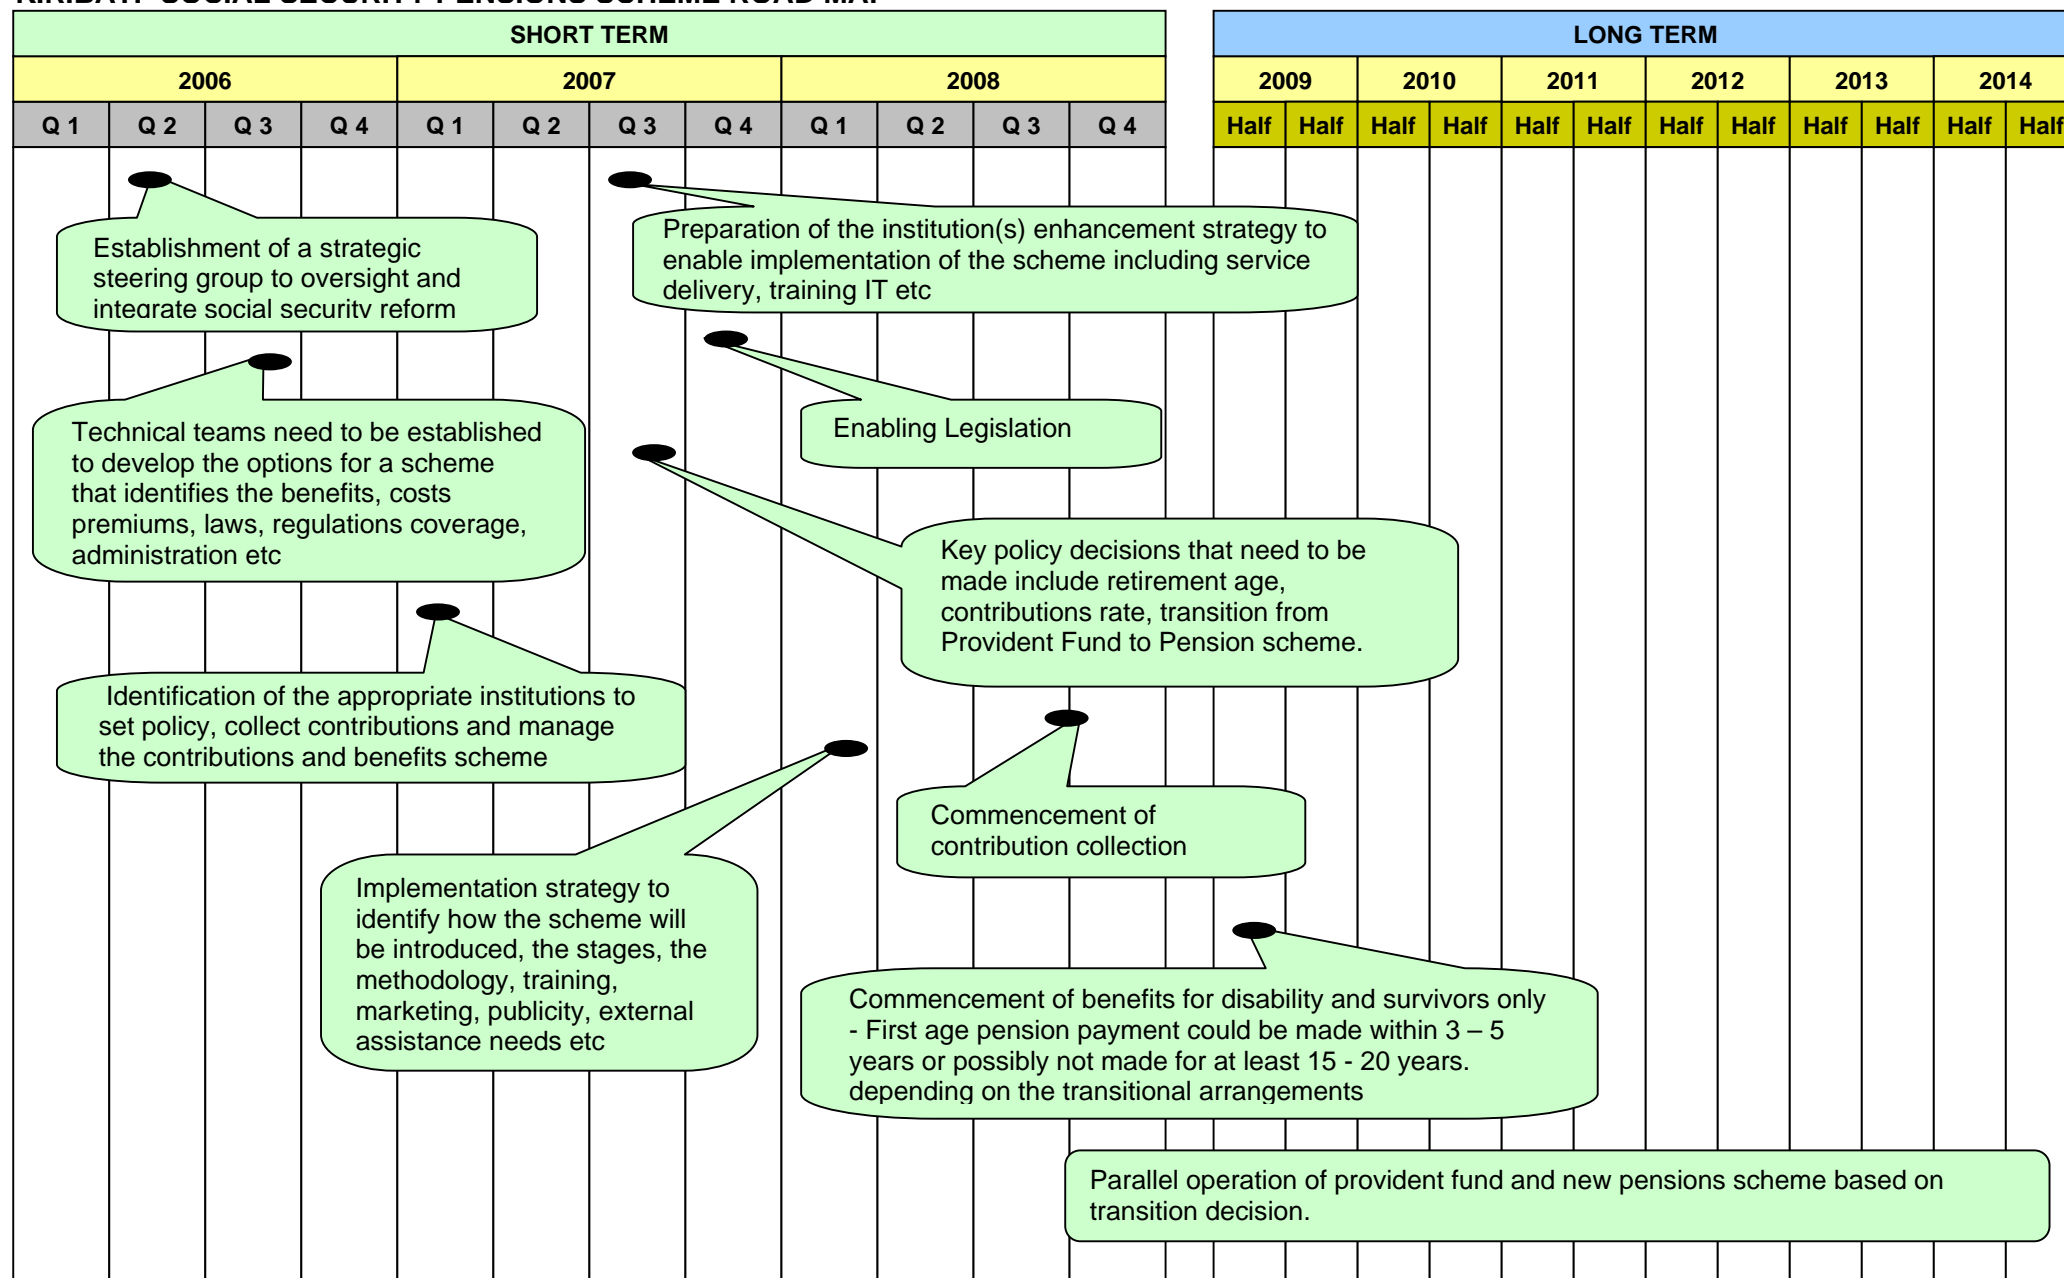 KIRIBATI SOCIAL SECURITY PENSIONS SCHEME ROAD MAP
SHORT TERM
LONG TERM
2006 2007 2008
2009 2010 2011 2012 2013 2014
Q 1 Q 2 Q 3 Q 4 Q 1 Q 2 Q 3 Q 4 Q 1 Q 2 Q 3 Q 4
Half Half Half Half Half Half Half Half Half Half Half Half
Establishment of a strategic
steering group to oversight and
integrate social security reform
Preparation of the institution(s) enhancement strategy to
enable implementation of the scheme including service
delivery, training IT etc
Enabling Legislation
Technical teams need to be established
to develop the options for a scheme
that identifies the benefits, costs
premiums, laws, regulations coverage,
administration etc
Key policy decisions that need to be
made include retirement age,
contributions rate, transition from
Provident Fund to Pension scheme.
Identification of the appropriate institutions to
set policy, collect contributions and manage
the contributions and benefits scheme
Commencement of
contribution collection
Implementation strategy to
identify how the scheme will
be introduced, the stages, the
methodology, training,
marketing, publicity, external
assistance needs etc
Commencement of benefits for disability and survivors only
- First age pension payment could be made within 3 – 5
years or possibly not made for at least 15 - 20 years.
depending on the transitional arrangements
Parallel operation of provident fund and new pensions scheme based on
transition decision.